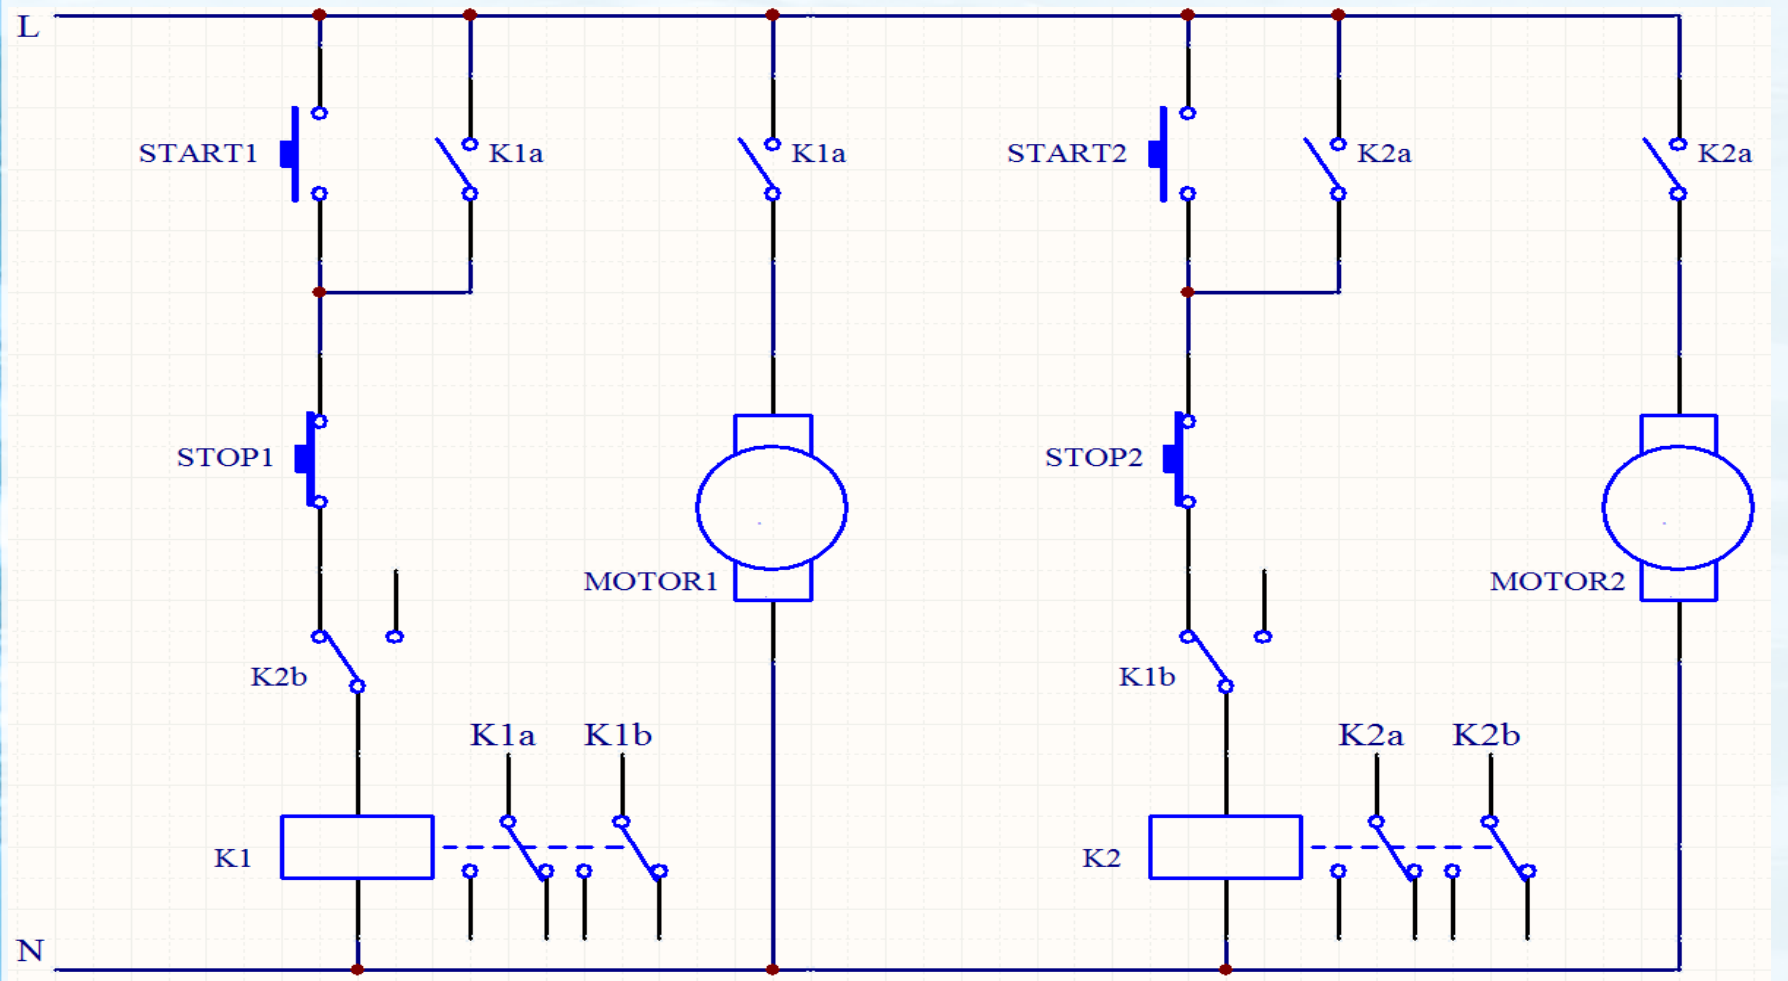 L
START1
K1a
K1a
START2
K2a
K2a
STOP1
STOP2
MOTOR1
MOTOR2
K2b
K1b
K1a
K1b
K2a
K2b
K1
K2
N